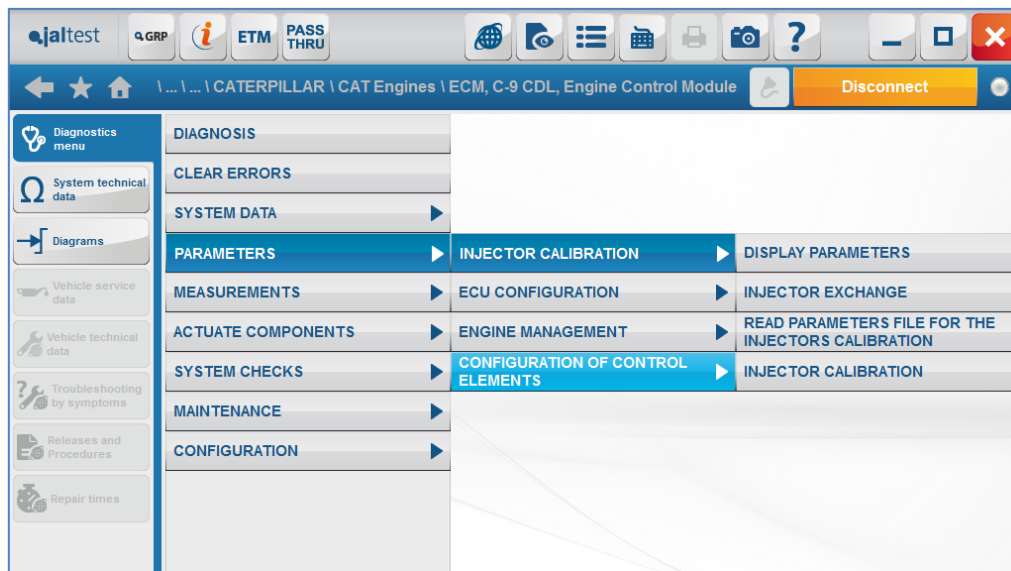 jaltest
GRP
i
ETM
PASS
THRU
?
\ ... \ ... \ CATERPILLAR \ CAT Engines \ ECM, C-9 CDL, Engine Control Module
Disconnect
Diagnostics
menu
System technical
data
Diagrams
Vehicle service
data
Vehicle technical
data
Troubleshooting
by symptoms
Releases and
Procedures
Repair times
DIAGNOSIS
CLEAR ERRORS
SYSTEM DATA
PARAMETERS
MEASUREMENTS
ACTUATE COMPONENTS
SYSTEM CHECKS
MAINTENANCE
CONFIGURATION
INJECTOR CALIBRATION
ECU CONFIGURATION
ENGINE MANAGEMENT
CONFIGURATION OF CONTROL
ELEMENTS
DISPLAY PARAMETERS
INJECTOR EXCHANGE
READ PARAMETERS FILE FOR THE
INJECTORS CALIBRATION
INJECTOR CALIBRATION